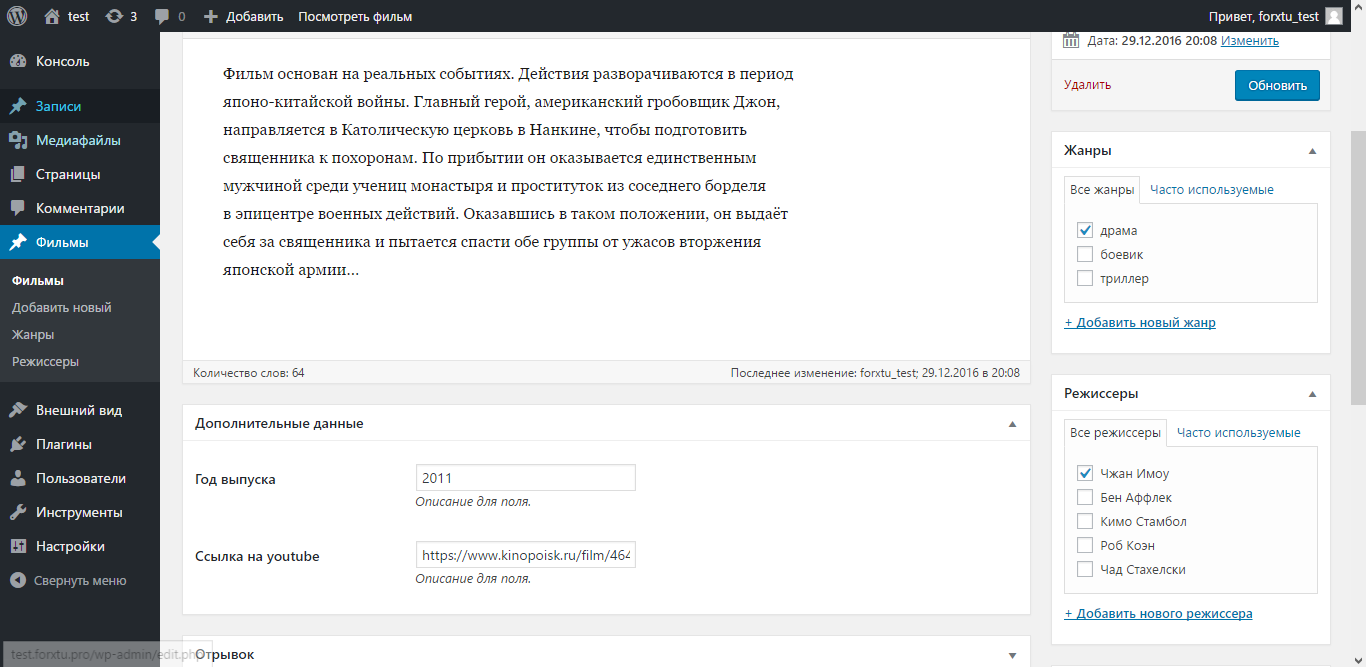 test 3 0 Добавить Посмотреть фильм Привет, forxtu_test
Консоль
Записи
Медиафайлы
Страницы
Комментарии
Фильмы
Фильмы
Добавить новый
Жанры
Режиссеры
Внешний вид
Плагины
Пользователи
Инструменты
Настройки
Свернуть меню
test.forxtu.pro/wp-admin/edit.php
Фильм основан на реальных событиях. Действия разворачиваются в период
японо-китайской войны. Главный герой, американский гробовщик Джон,
направляется в Католическую церковь в Нанкине, чтобы подготовить
священника к похоронам. По прибытии он оказывается единственным
мужчиной среди учениц монастыря и проституток из соседнего борделя
в эпицентре военных действий. Оказавшись в таком положении, он выдаёт
себя за священника и пытается спасти обе группы от ужасов вторжения
японской армии…
Количество слов: 64 Последнее изменение: forxtu_test; 29.12.2016 в 20:08
Дополнительные данные
Год выпуска 2011
Описание для поля.
Ссылка на youtube https://www.kinopoisk.ru/film/464
Описание для поля.
Отрывок
Дата: 29.12.2016 20:08 Изменить
Удалить Обновить
Жанры
Все жанры Часто используемые
драма
боевик
триллер
+ Добавить новый жанр
Режиссеры
Все режиссеры Часто используемые
Чжан Имоу
Бен Аффлек
Кимо Стамбол
Роб Коэн
Чад Стахелски
+ Добавить нового режиссера